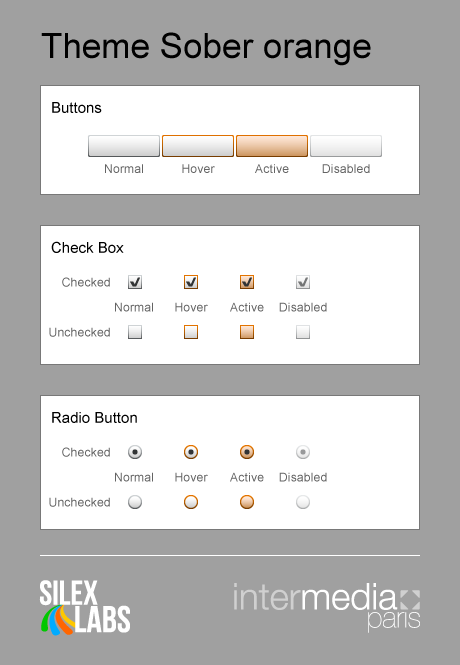 Theme Sober orange
Buttons
Normal Hover Active Disabled
Check Box
Checked
Normal Hover Active Disabled
Unchecked
Radio Button
Checked
Normal Hover Active Disabled
Unchecked
SILEX
LABS
intermedia
paris